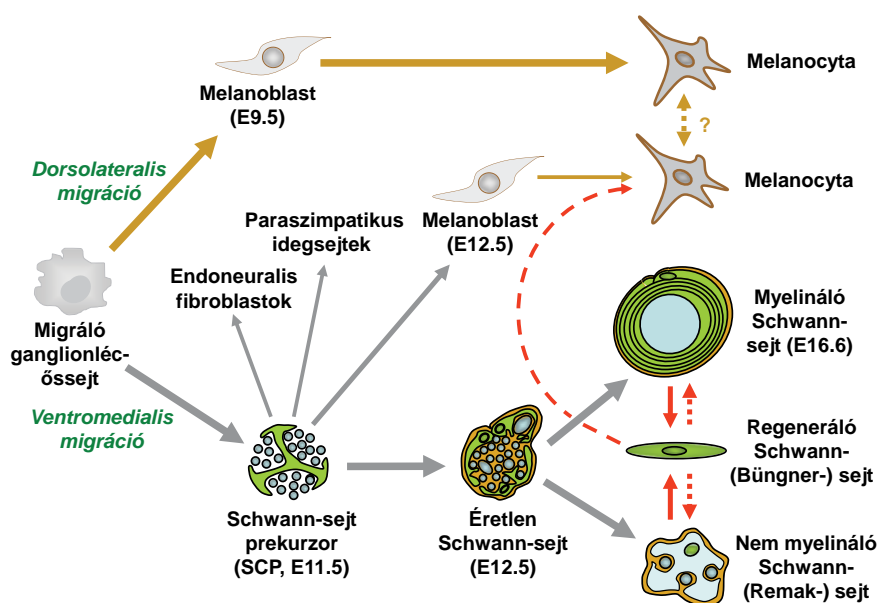 Melanoblast
(E9.5)
Melanocyta
?
Dorsolateralis
migráció
Melanoblast
(E12.5)
Melanocyta
Paraszimpatikus
idegsejtek
Endoneuralis
fibroblastok
Migráló
ganglionléc-
őssejt
Ventromedialis
migráció
Schwann-sejt
prekurzor
(SCP, E11.5)
Éretlen
Schwann-sejt
(E12.5)
Myelináló
Schwann-
sejt (E16.6)
Regeneráló
Schwann-
(Büngner-) sejt
Nem myelináló
Schwann-
(Remak-) sejt